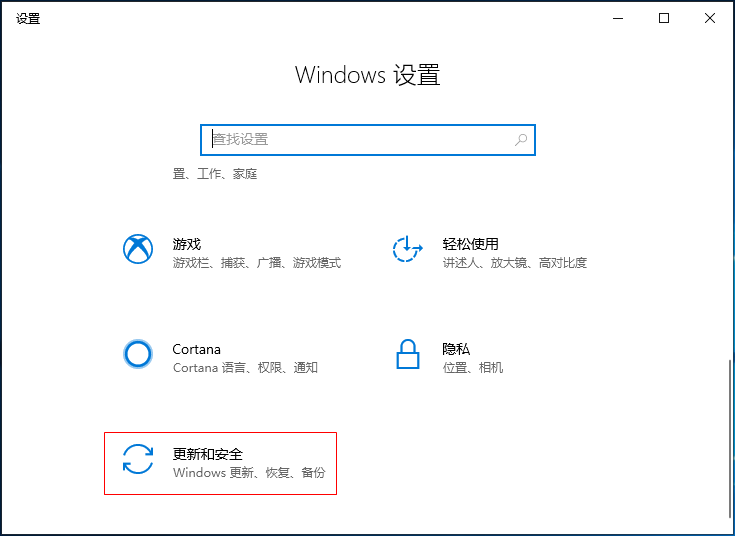 设置
Windows 设置
查找设置
置、工作、家庭
游戏
游戏栏、捕获、广播、游戏模式
轻松使用
讲述人、放大镜、高对比度
Cortana
Cortana 语言、权限、通知
隐私
位置、相机
更新和安全
Windows 更新、恢复、备份